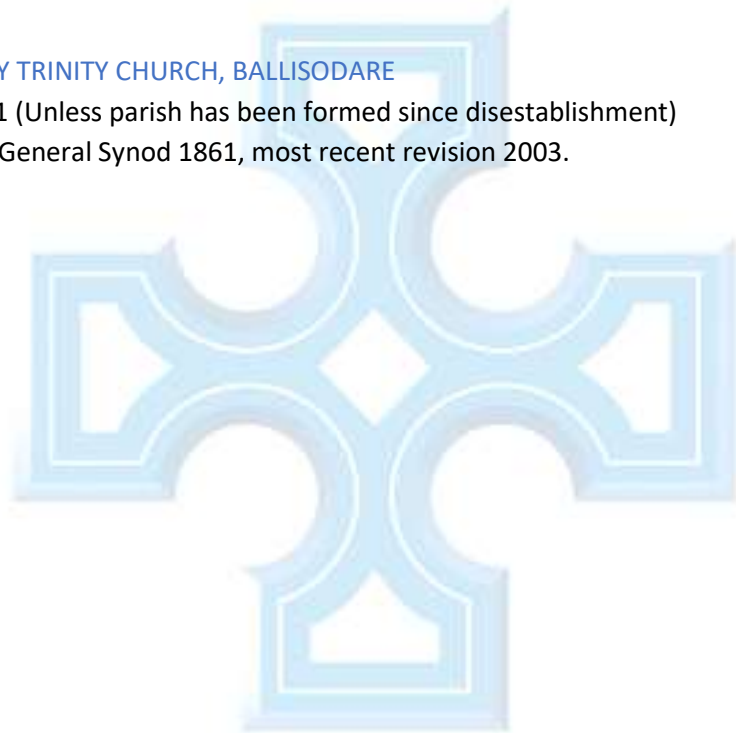 Y TRINITY CHURCH, BALLISODARE
1 (Unless parish has been formed since disestablishment)
General Synod 1861, most recent revision 2003.